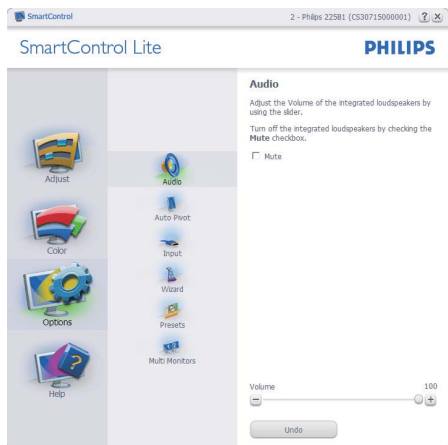 SmartControl
2 - Philips 225B1 (CS30715000001) ? X
SmartControl Lite
PHILIPS
Adjust
Color
Options
Help
Audio
Auto Pivot
Input
Wizard
Presets
Multi Monitors
Audio
Adjust the Volume of the integrated loudspeakers by
using the slider.
Turn off the integrated loudspeakers by checking the
Mute checkbox.
Mute
Volume 100
Undo